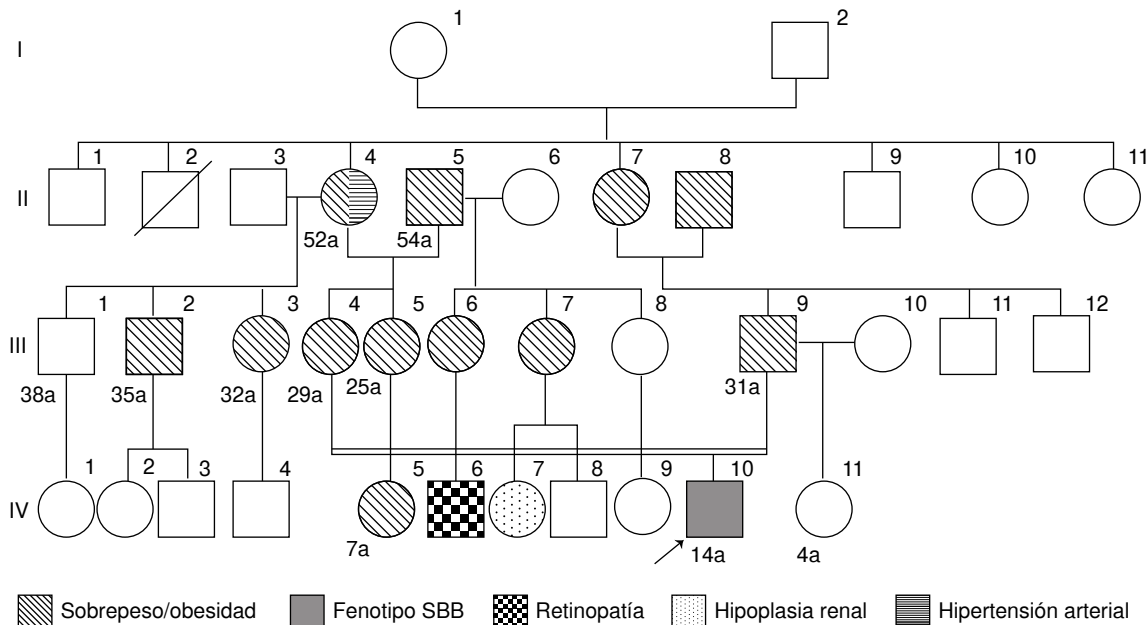 1
2
I
1
2
3
4
5
6
7
8
9
10
11
II
52a
54a
1
2
3
4
5
6
7
8
9
10
11
12
III
38a
35a
32a
29a
25a
31a
1
2
3
4
5
6
7
8
9
10
11
IV
7a
14a
4a
Sobrepeso/obesidad
Fenotipo SBB
Retinopatía
Hipoplasia renal
Hipertensión arterial